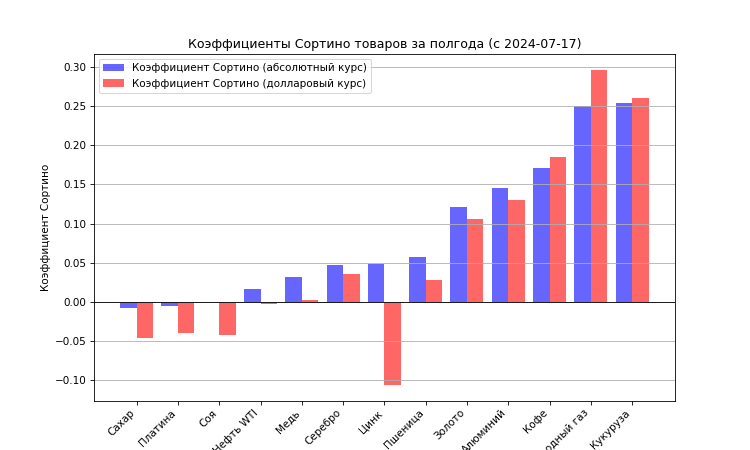 Коэффициенты Сортино товаров за полгода (с 2024-07-17)
Коэффициент Сортино (абсолютный курс)
Коэффициент Сортино (долларовый курс)
Коэффициент Сортино
0.30
0.25
0.20
0.15
0.10
0.05
0.00
−0.05
−0.10
Сахар
Платина
Соя
Нефть WTI
Медь
Серебро
Цинк
Пшеница
Золото
Алюминий
Кофе
одный газ
Кукуруза